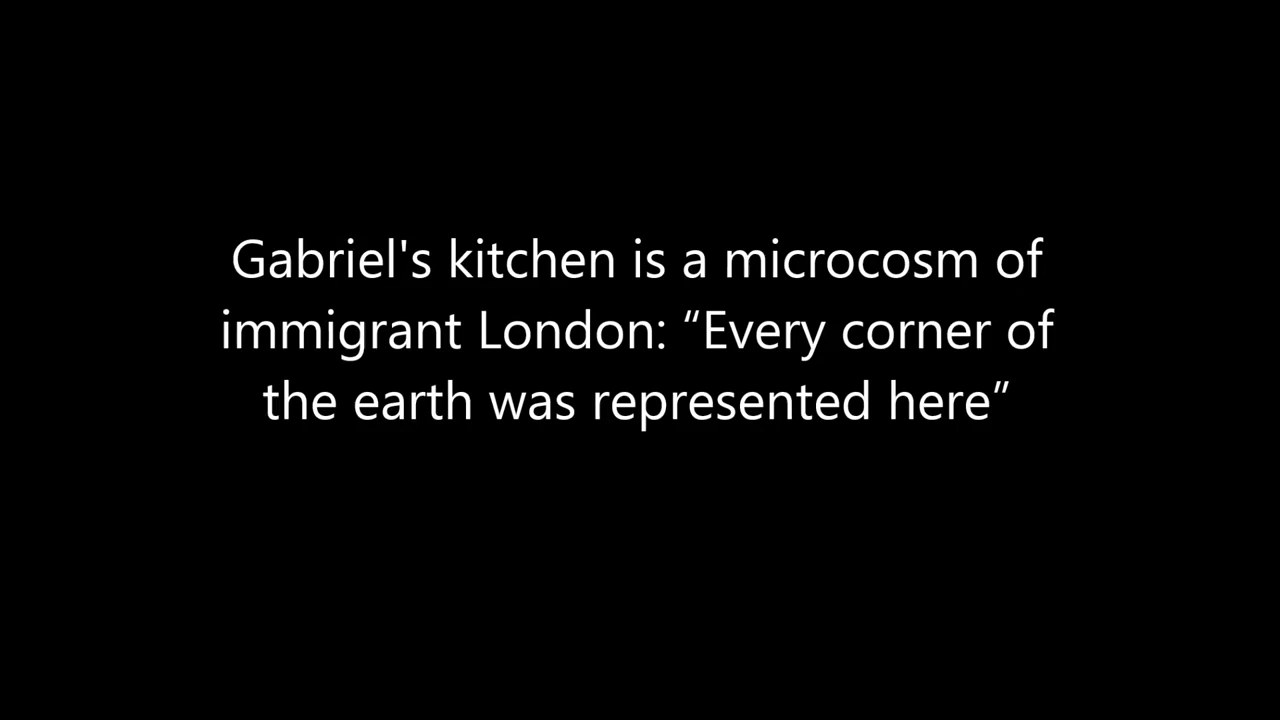 Gabriel's kitchen is a microcosm of
immigrant London: “Every corner of
the earth was represented here”